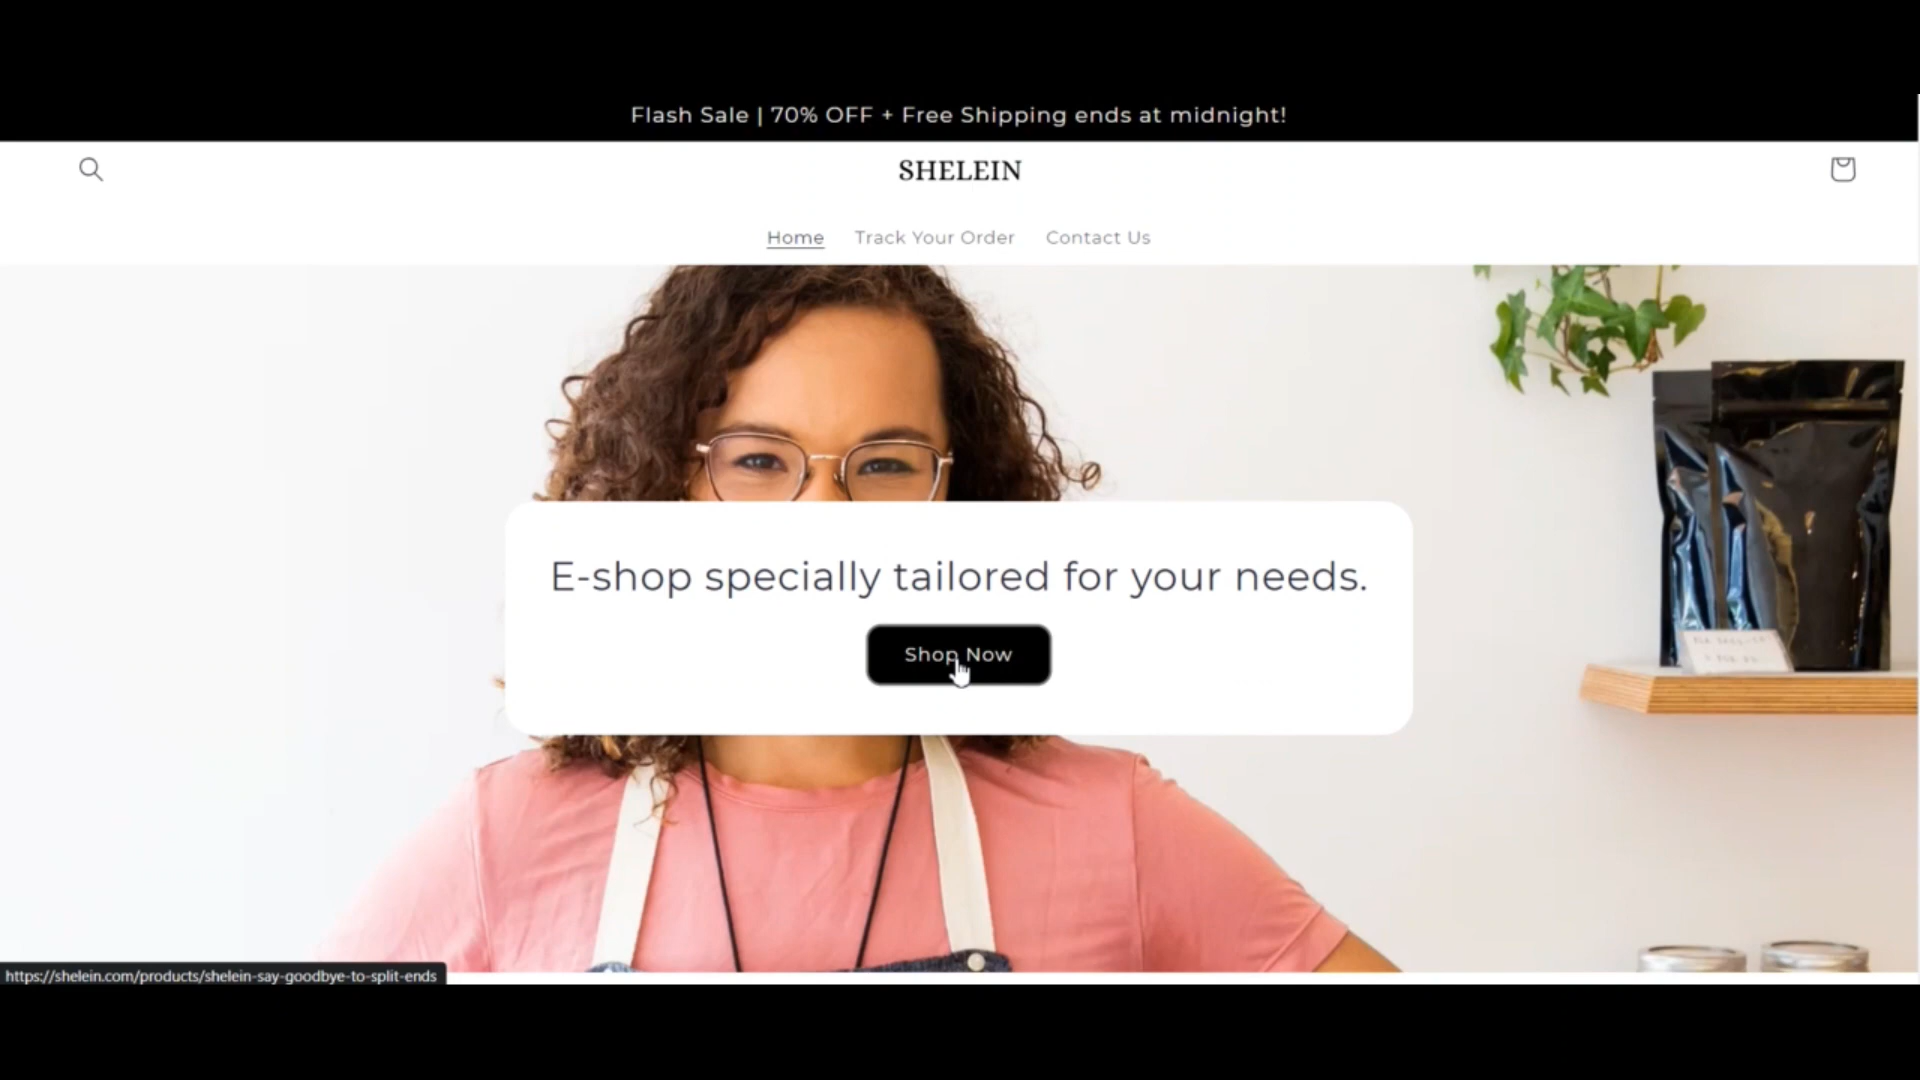 Flash Sale | 70% OFF + Free Shipping ends at midnight!
SHELEIN
Home Track Your Order Contact Us
E-shop specially tailored for your needs.
Shop Now
https://shelein.com/products/shelein-say-goodbye-to-split-ends